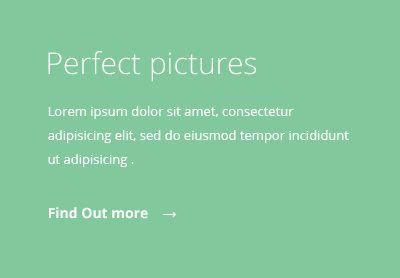 Perfect pictures
Lorem ipsum dolor sit amet, consectetur
adipisicing elit, sed do eiusmod tempor incididunt
ut adipisicing .
Find Out more →